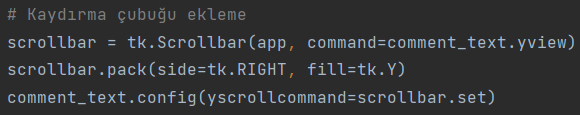 # Kaydırma çubuğu ekleme
scrollbar = tk.Scrollbar(app, command=comment_text.yview)
scrollbar.pack(side=tk.RIGHT, fill=tk.Y)
comment_text.config(yscrollcommand=scrollbar.set)